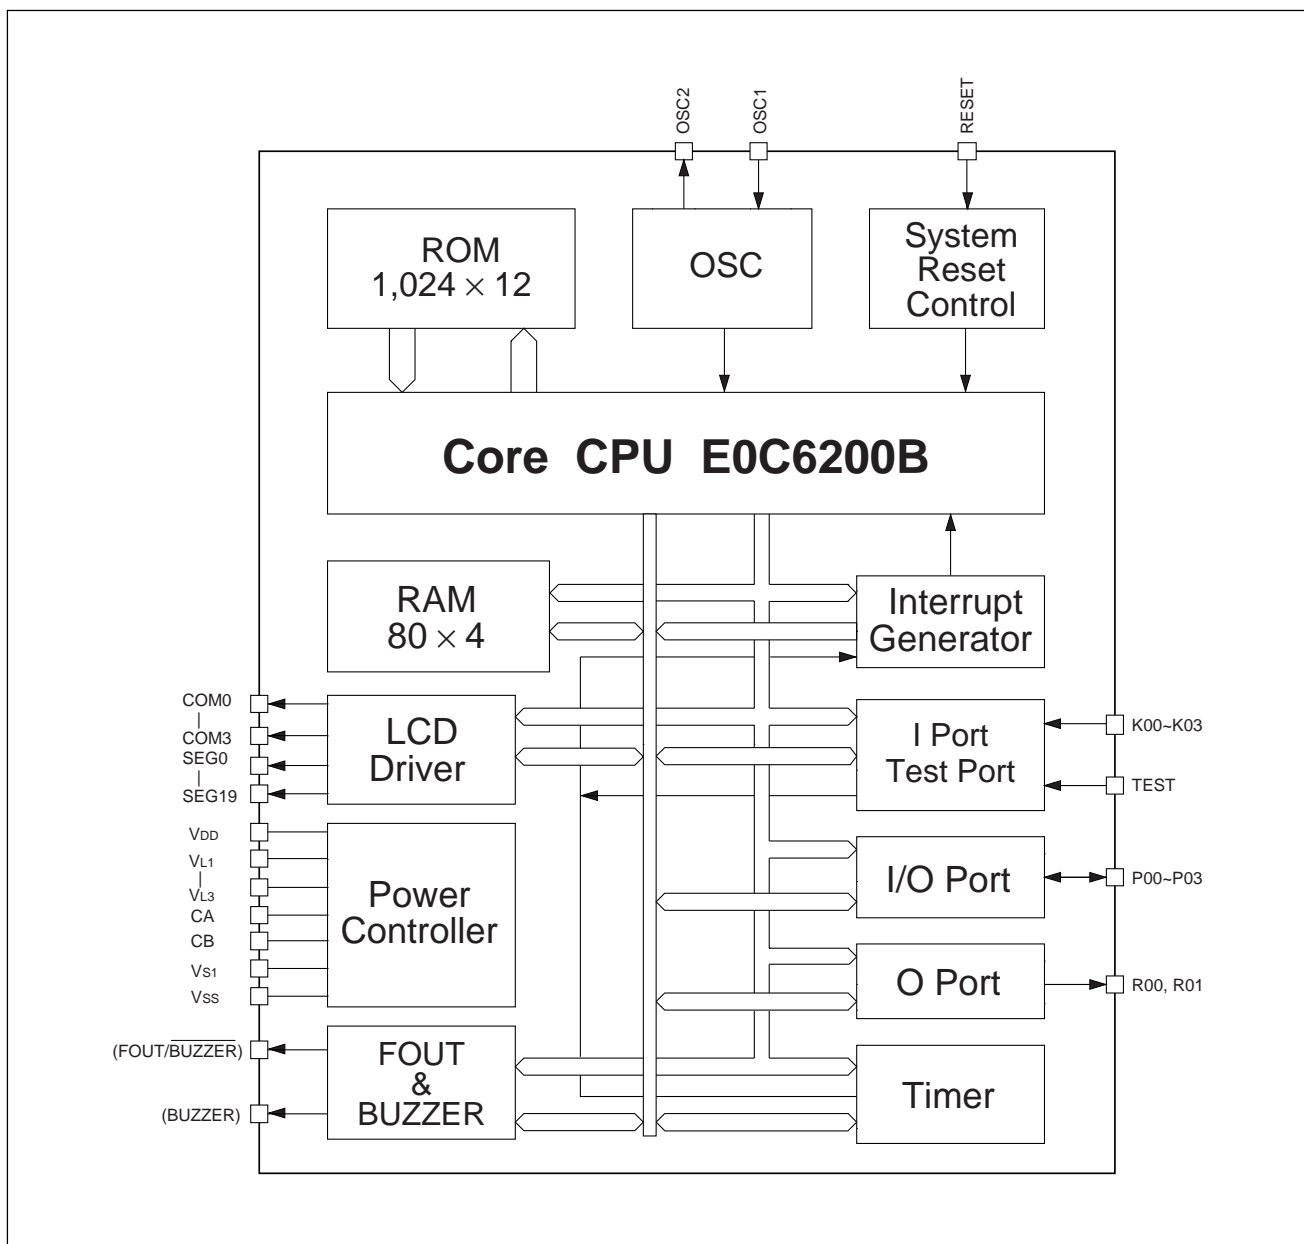 OSC2
OSC1
RESET
ROM
1,024 × 12
OSC
System
Reset
Control
Core CPU E0C6200B
RAM
80 × 4
Interrupt
Generator
COM0
|
COM3
SEG0
|
SEG19
LCD
Driver
I Port
Test Port
K00~K03
TEST
VDD
VL1
|
VL3
CA
CB
VS1
VSS
Power
Controller
I/O Port
P00~P03
O Port
R00, R01
(FOUT/BUZZER)
(BUZZER)
FOUT
&
BUZZER
Timer